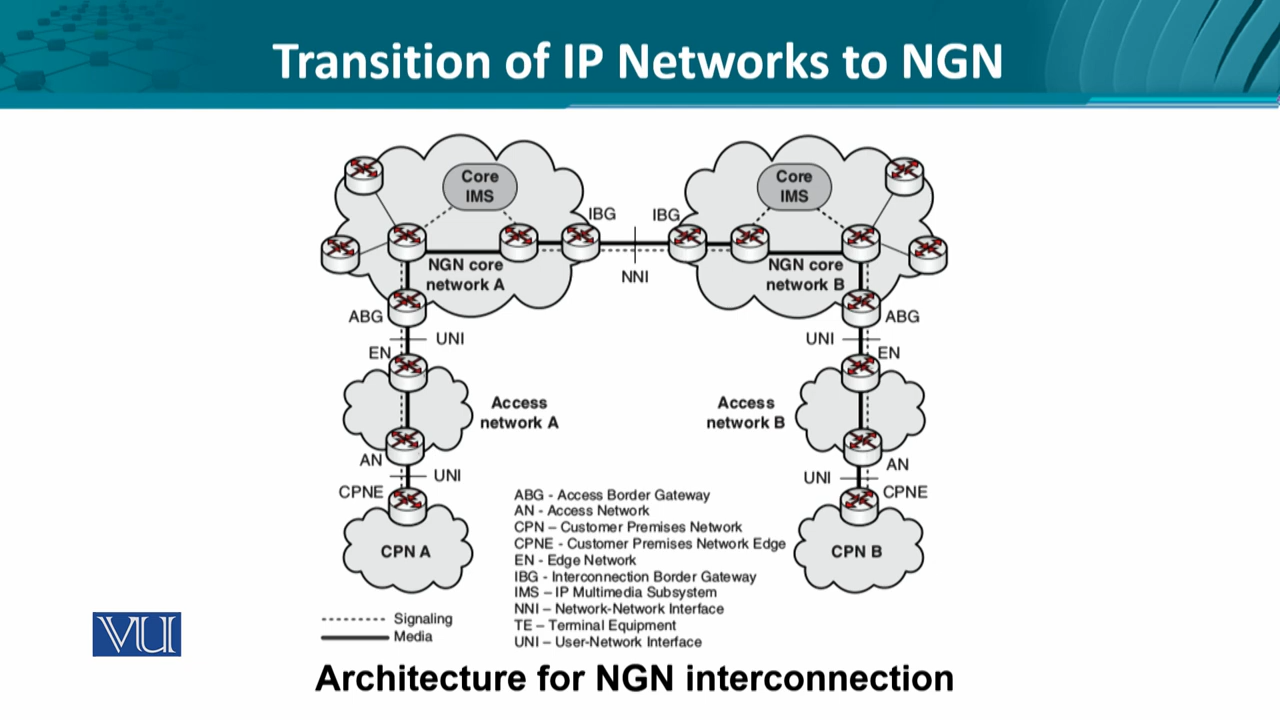 Transition of IP Networks to NGN
Core
IMS
Core
IMS
IBG
IBG
NNI
NGN core
network A
NGN core
network B
ABG
ABG
UNI
UNI
EN
EN
Access
network A
Access
network B
AN
AN
UNI
UNI
CPNE
CPNE
CPN A
CPN B
ABG - Access Border Gateway
AN - Access Network
CPN – Customer Premises Network
CPNE - Customer Premises Network Edge
EN - Edge Network
IBG - Interconnection Border Gateway
IMS – IP Multimedia Subsystem
NNI – Network-Network Interface
TE – Terminal Equipment
UNI – User-Network Interface
Signaling
Media
VU
Architecture for NGN interconnection